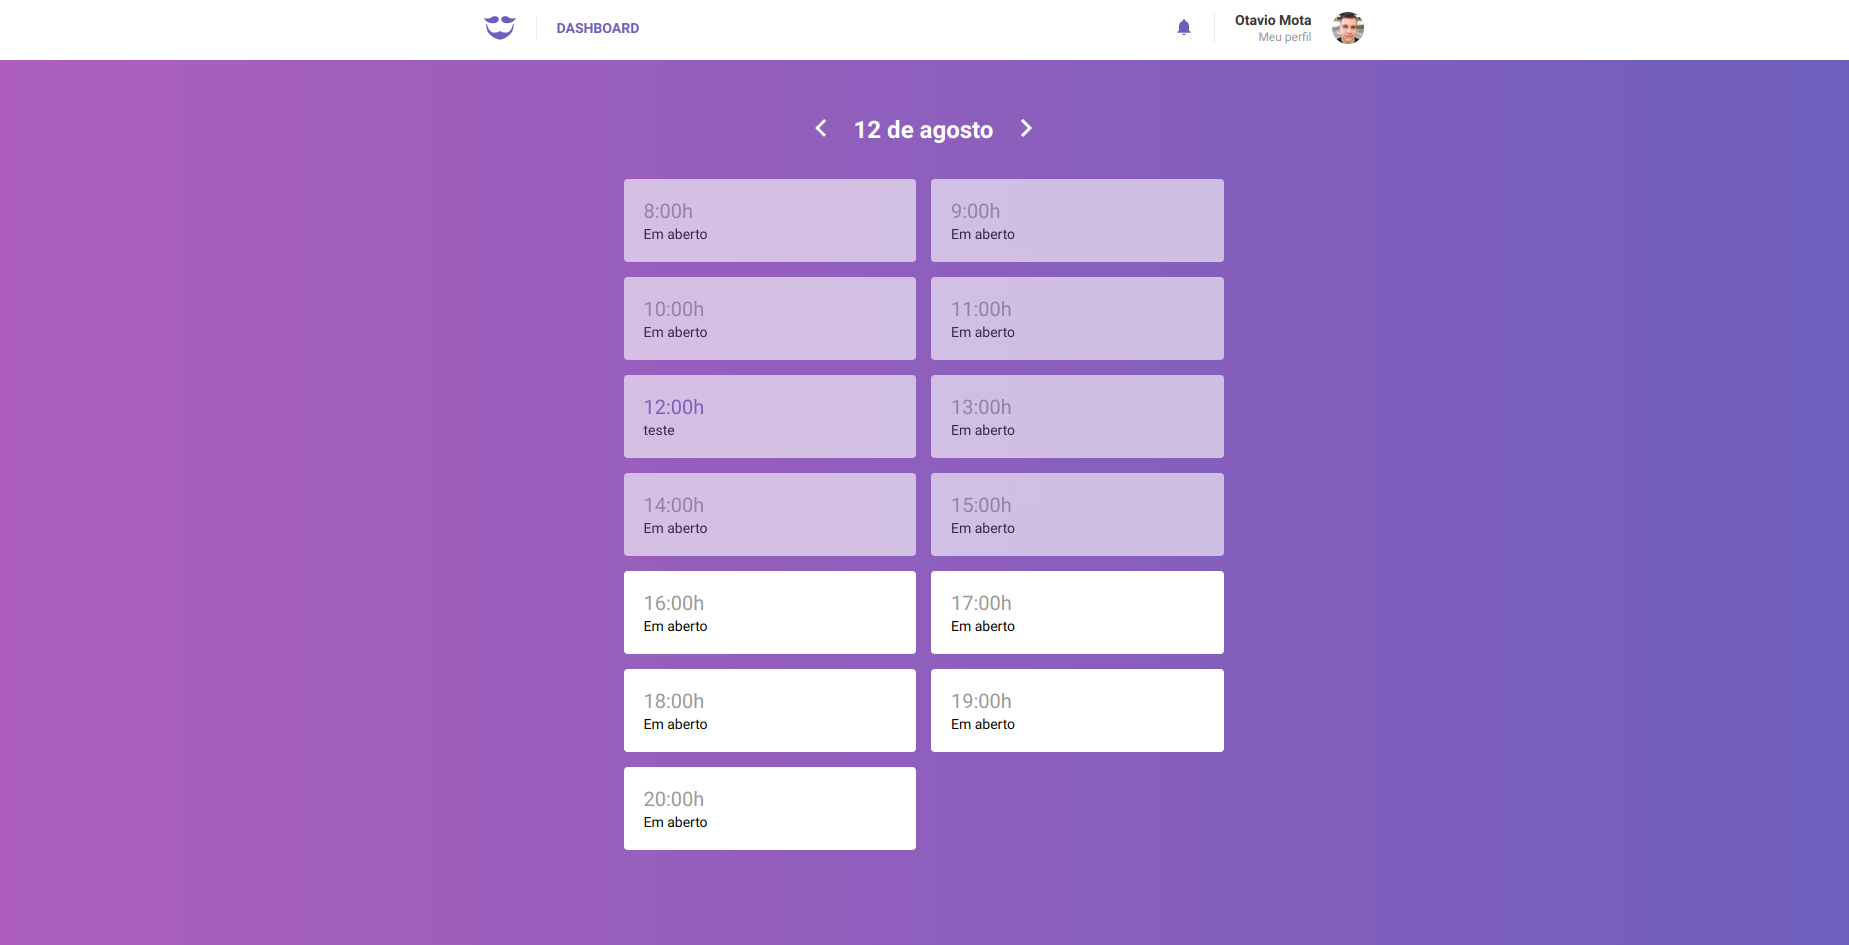 DASHBOARD
Otavio Mota
Meu perfil
12 de agosto
8:00h
Em aberto
9:00h
Em aberto
10:00h
Em aberto
11:00h
Em aberto
12:00h
teste
13:00h
Em aberto
14:00h
Em aberto
15:00h
Em aberto
16:00h
Em aberto
17:00h
Em aberto
18:00h
Em aberto
19:00h
Em aberto
20:00h
Em aberto